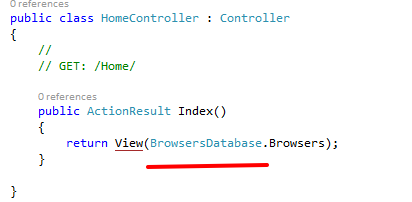 0 references
public class HomeController : Controller
{
//
// GET: /Home/
0 references
public ActionResult Index()
{
return View(BrowsersDatabase.Browsers);
}
}